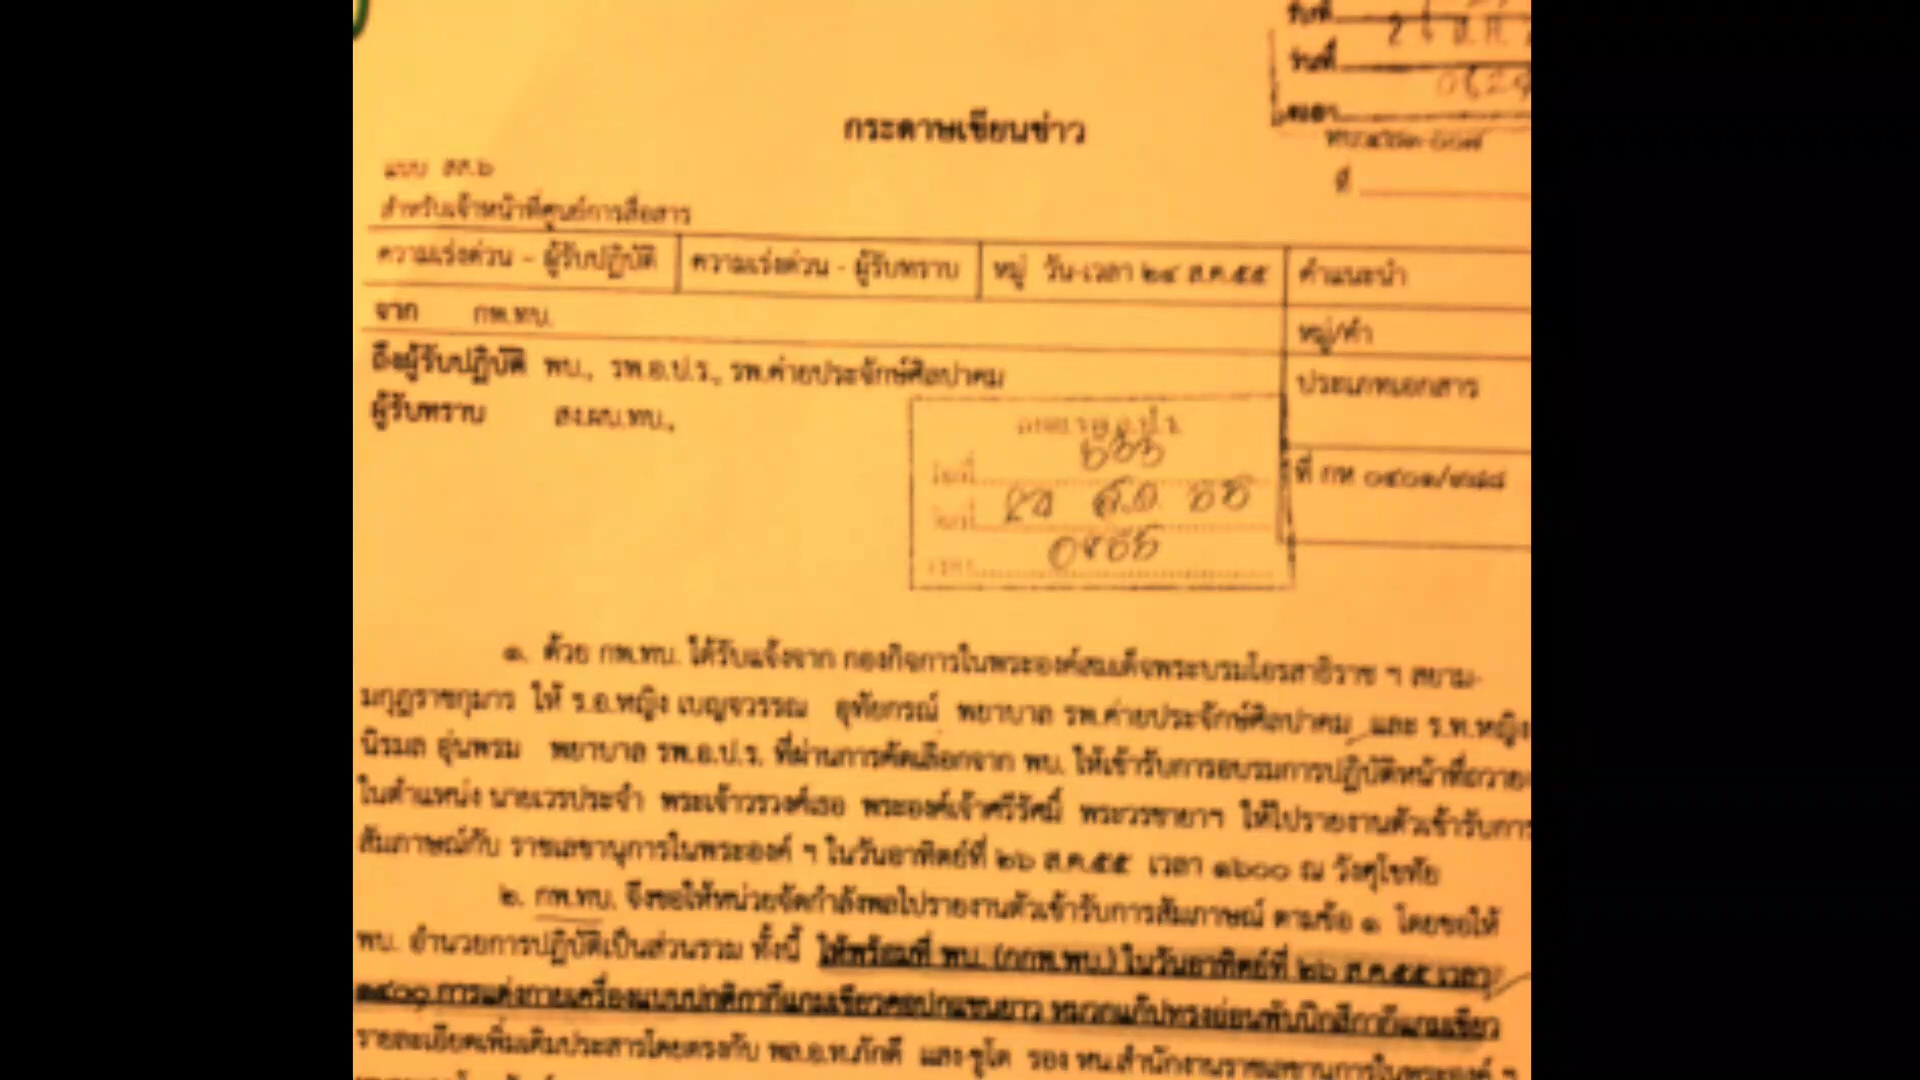 รับที่
วันที่
เวลา
กระดาษเขียนข่าว
ที่
แบบ สส.๖
สำหรับเจ้าหน้าที่ศูนย์การสื่อสาร
ความเร่งด่วน – ผู้รับปฏิบัติ ความเร่งด่วน - ผู้รับทราบ หมู่ วัน-เวลา ๒๔ ส.ค.๕๕ คำแนะนำ
จาก กพ.ทบ. หมู่/คำ
ถึงผู้รับปฏิบัติ พบ., รพ.อ.ป.ร., รพ.ค่ายประจักษ์ศิลปาคม ประเภทเอกสาร
ผู้รับทราบ สง.ผบ.ทบ.,
รพ.อ.ป.ร.
555
ที่ กห ๐๔๐๑/
24 ส.ค. 55
๑. ด้วย กพ.ทบ. ได้รับแจ้งจาก กองกิจการในพระองค์สมเด็จพระบรมโอรสาธิราช ฯ สยาม-
มกุฎราชกุมาร ให้ ร.อ.หญิง เบญจวรรณ อุทัยกรณ์ พยาบาล รพ.ค่ายประจักษ์ศิลปาคม และ ร.ท.หญิง
นิรมล อุ่นพรม พยาบาล รพ.อ.ป.ร. ที่ผ่านการคัดเลือกจาก พบ. ให้เข้ารับการอบรมการปฏิบัติหน้าที่ถวาย
ในตำแหน่ง นายเวรประจำ พระเจ้าวรวงศ์เธอ พระองค์เจ้าศรีรัศมิ์ พระวรชายาฯ ให้ไปรายงานตัวเข้ารับการ
สัมภาษณ์กับ ราชเลขานุการในพระองค์ ฯ ในวันอาทิตย์ที่ ๒๖ ส.ค.๕๕ เวลา ๑๖๐๐ ณ วังศุโขทัย
๒. กพ.ทบ. จึงขอให้หน่วยจัดกำลังพลไปรายงานตัวเข้ารับการสัมภาษณ์ ตามข้อ ๑ โดยขอให้
พบ. อำนวยการปฏิบัติเป็นส่วนรวม ทั้งนี้ ให้พร้อมที่ พบ. (กกพ.พบ.) ในวันอาทิตย์ที่ ๒๖ ส.ค.๕๕ เวลา
๑๔๐๐ การแต่งกายเครื่องแบบปกติกากีแกมเขียวคอปกแขนยาว หมวกแก๊ปทรงอ่อนพับปีกสีกากีแกมเขียว
รายละเอียดเพิ่มเติมประสารโดยตรงกับ พล.อ.ท.ภักดี แสง-ชูโต รอง หน.สำนักงานราชเลขานุการในพระองค์ ฯ